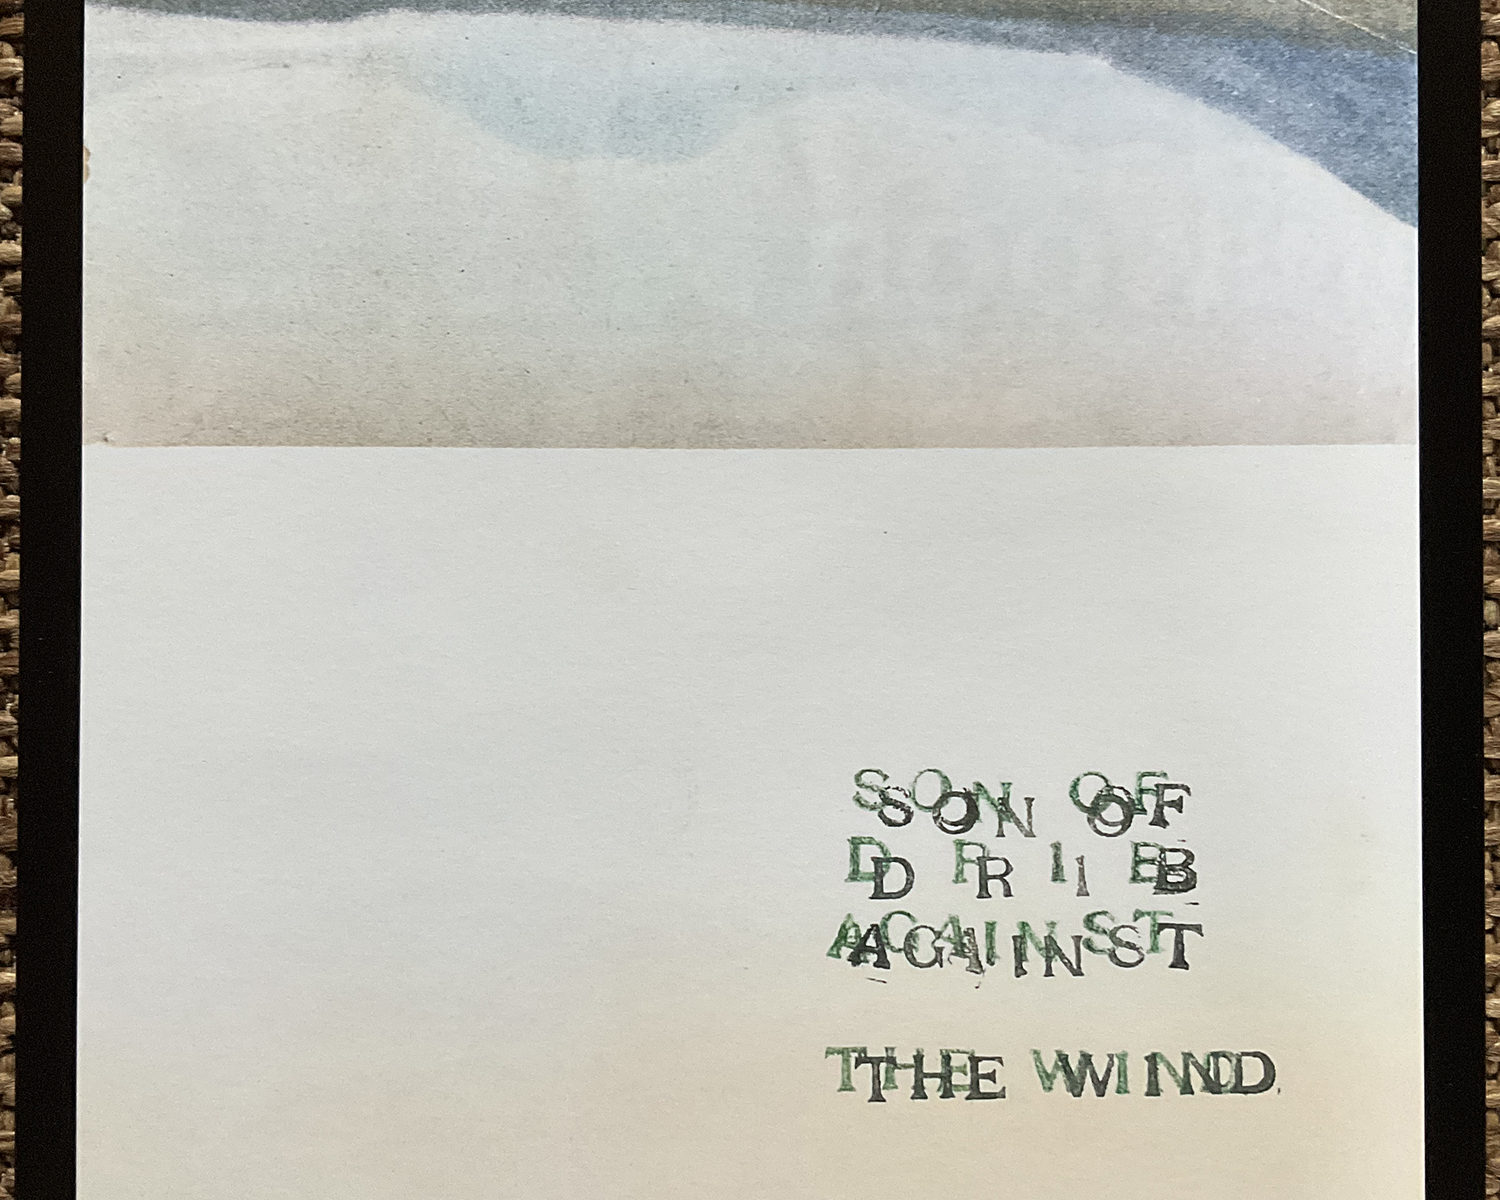 SON OF
DRIB
AGAINST
THE WIND